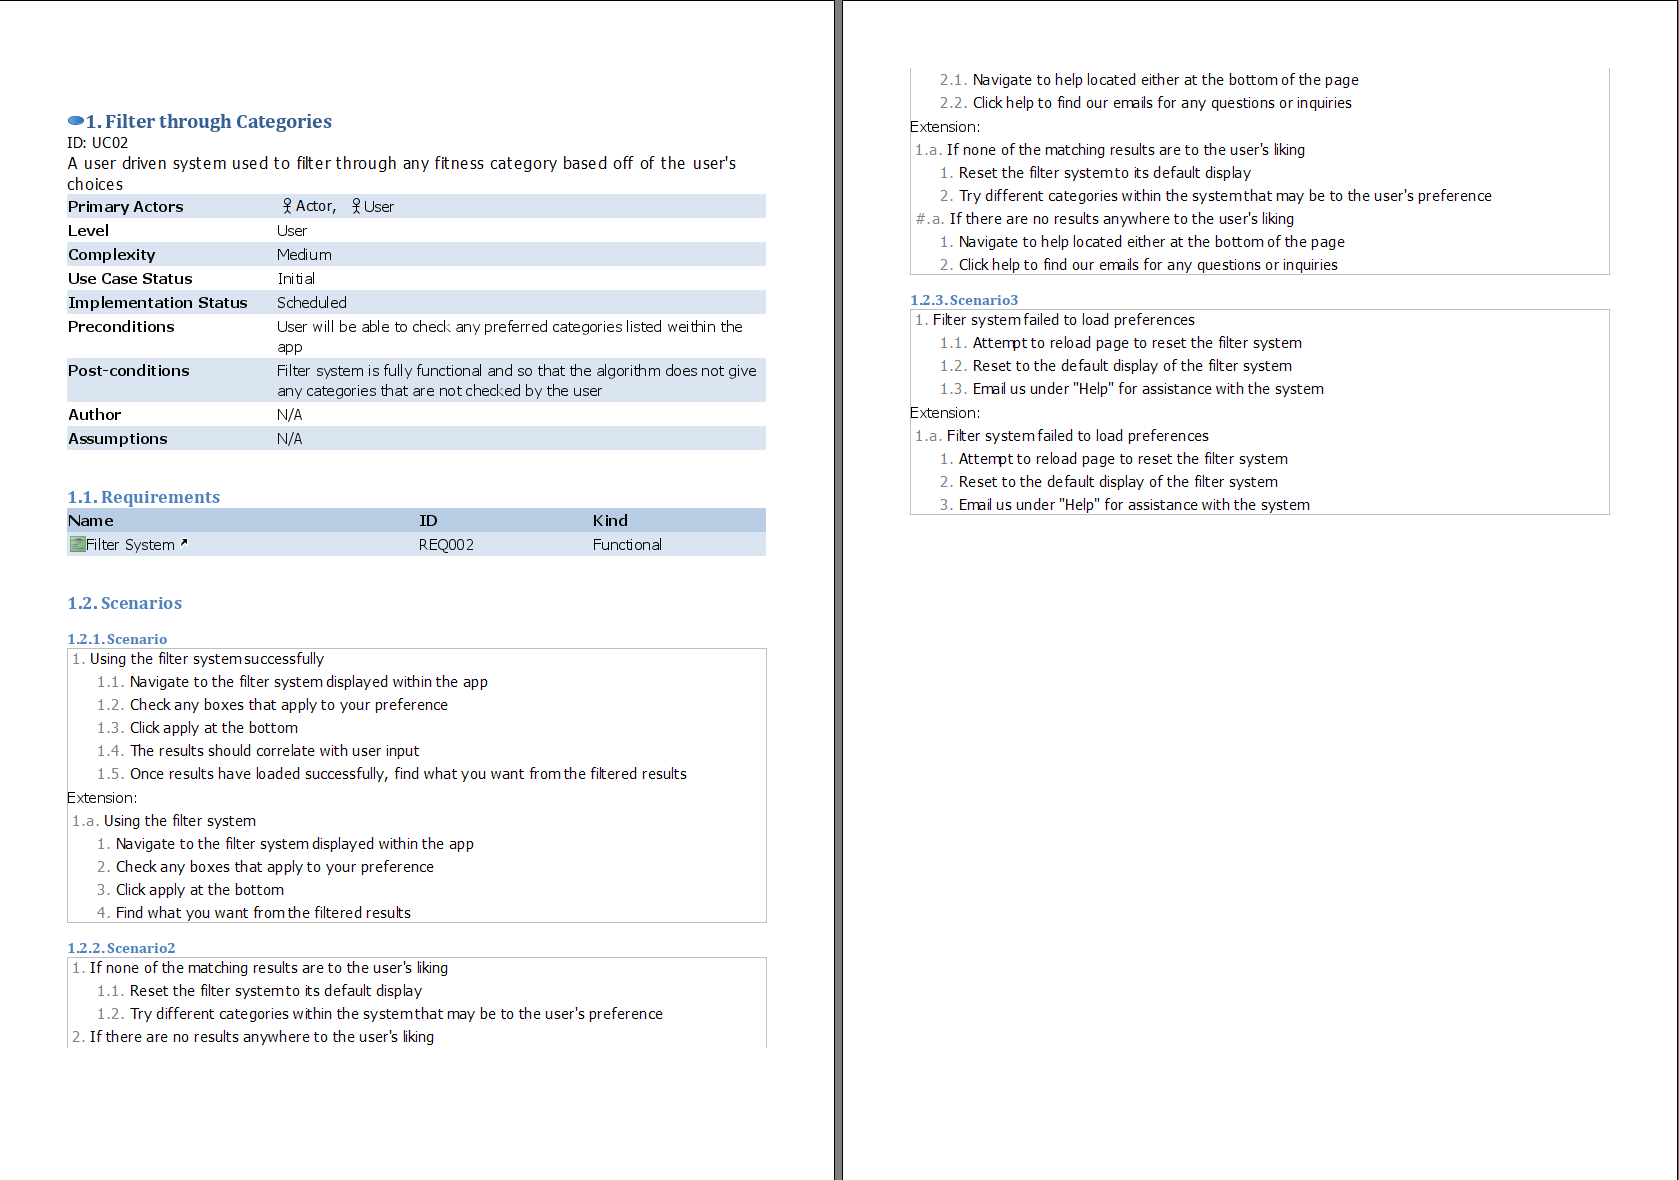 1. Filter through Categories
ID: UC02
A user driven system used to filter through any fitness category based off of the user's
choices
Primary Actors Actor, User
Level User
Complexity Medium
Use Case Status Initial
Implementation Status Scheduled
Preconditions User will be able to check any preferred categories listed weithin the
app
Post-conditions Filter system is fully functional and so that the algorithm does not give
any categories that are not checked by the user
Author N/A
Assumptions N/A
1.1. Requirements
Name ID Kind
Filter System REQ002 Functional
1.2. Scenarios
1.2.1. Scenario
1. Using the filter system successfully
1.1. Navigate to the filter system displayed within the app
1.2. Check any boxes that apply to your preference
1.3. Click apply at the bottom
1.4. The results should correlate with user input
1.5. Once results have loaded successfully, find what you want from the filtered results
Extension:
1.a. Using the filter system
1. Navigate to the filter system displayed within the app
2. Check any boxes that apply to your preference
3. Click apply at the bottom
4. Find what you want from the filtered results
1.2.2. Scenario2
1. If none of the matching results are to the user's liking
1.1. Reset the filter system to its default display
1.2. Try different categories within the system that may be to the user's preference
2. If there are no results anywhere to the user's liking
2.1. Navigate to help located either at the bottom of the page
2.2. Click help to find our emails for any questions or inquiries
Extension:
1.a. If none of the matching results are to the user's liking
1. Reset the filter system to its default display
2. Try different categories within the system that may be to the user's preference
#.a. If there are no results anywhere to the user's liking
1. Navigate to help located either at the bottom of the page
2. Click help to find our emails for any questions or inquiries
1.2.3. Scenario3
1. Filter system failed to load preferences
1.1. Attempt to reload page to reset the filter system
1.2. Reset to the default display of the filter system
1.3. Email us under "Help" for assistance with the system
Extension:
1.a. Filter system failed to load preferences
1. Attempt to reload page to reset the filter system
2. Reset to the default display of the filter system
3. Email us under "Help" for assistance with the system